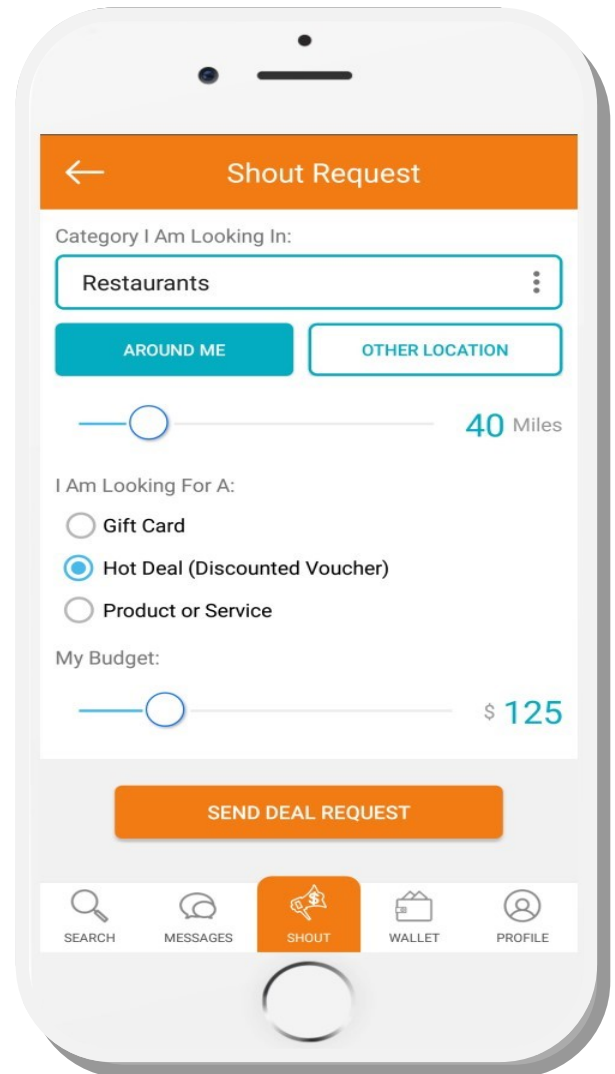 Shout Request
Category I Am Looking In:
Restaurants
AROUND ME OTHER LOCATION
40 Miles
I Am Looking For A:
Gift Card
Hot Deal (Discounted Voucher)
Product or Service
My Budget:
$ 125
SEND DEAL REQUEST
$
SEARCH MESSAGES SHOUT WALLET PROFILE